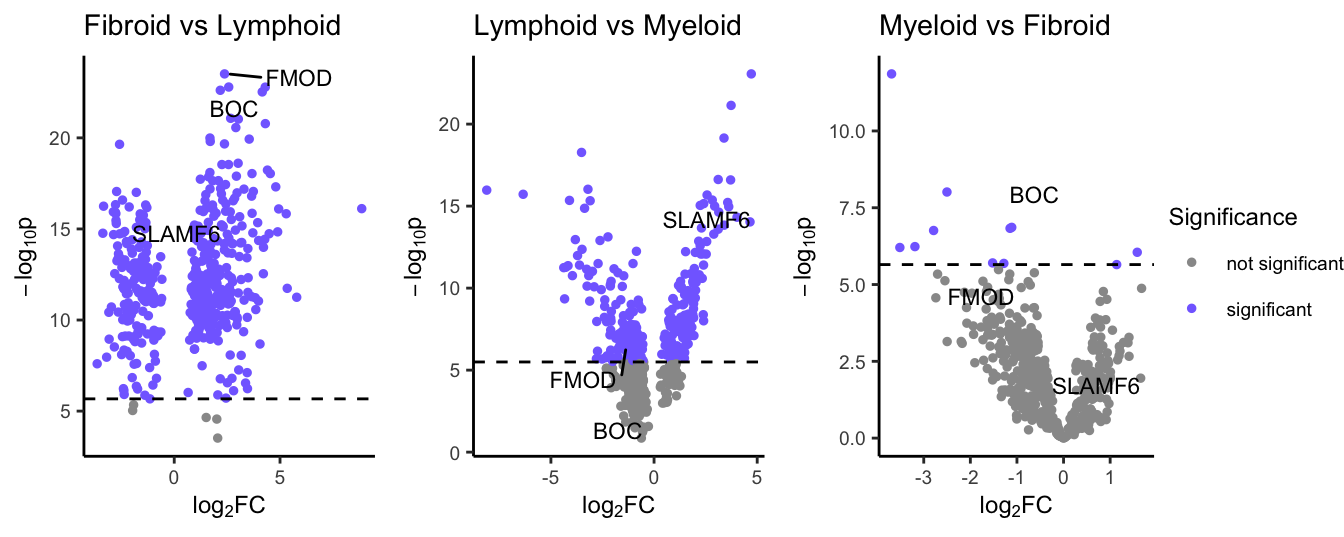 Fibroid vs Lymphoid
Lymphoid vs Myeloid
Myeloid vs Fibroid
−log₁₀p
20
15
10
5
FMOD
BOC
SLAMF6
0
5
log₂FC
−log₁₀p
20
15
10
5
0
SLAMF6
FMOD
BOC
-5
0
5
log₂FC
−log₁₀p
10.0
7.5
5.0
2.5
0.0
BOC
FMOD
SLAMF6
-3
-2
-1
0
1
log₂FC
Significance
not significant
significant